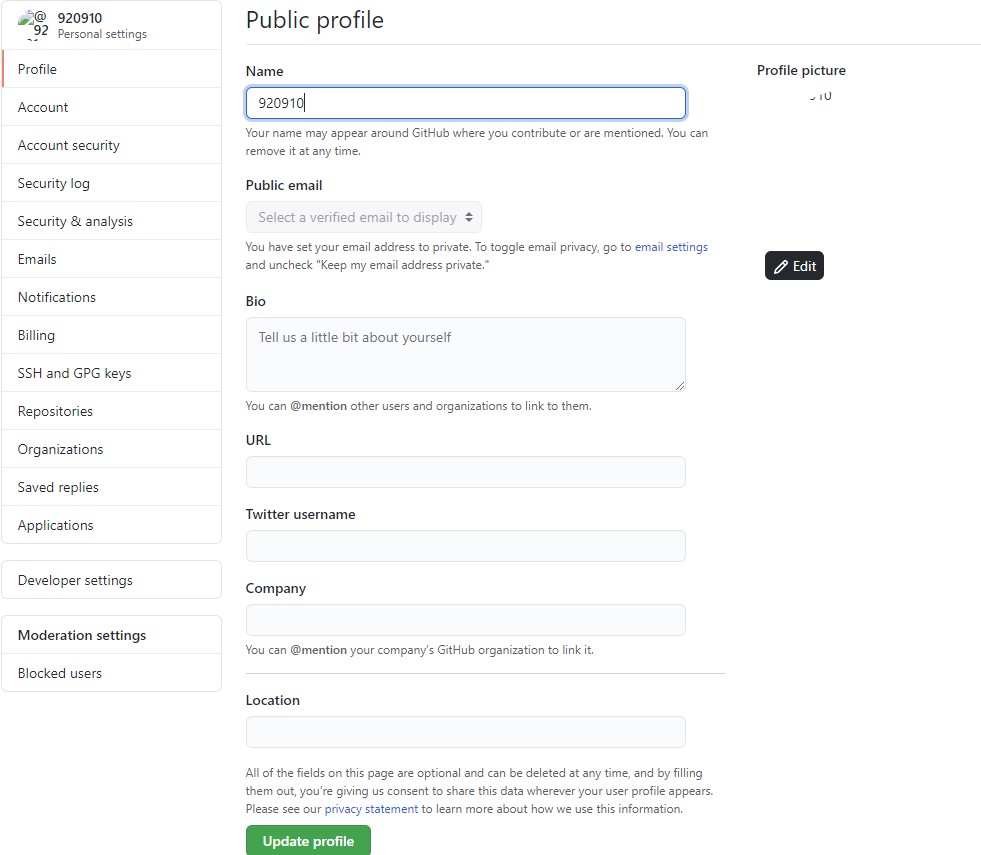 920910
Personal settings
Profile
Account
Account security
Security log
Security & analysis
Emails
Notifications
Billing
SSH and GPG keys
Repositories
Organizations
Saved replies
Applications
Developer settings
Moderation settings
Blocked users
Public profile
Name
920910
Your name may appear around GitHub where you contribute or are mentioned. You can
remove it at any time.
Public email
Select a verified email to display
You have set your email address to private. To toggle email privacy, go to email settings
and uncheck "Keep my email address private."
Bio
Tell us a little bit about yourself
You can @mention other users and organizations to link to them.
URL
Twitter username
Company
You can @mention your company's GitHub organization to link it.
Location
All of the fields on this page are optional and can be deleted at any time, and by filling
them out, you're giving us consent to share this data wherever your user profile appears.
Please see our privacy statement to learn more about how we use this information.
Update profile
Profile picture
Edit